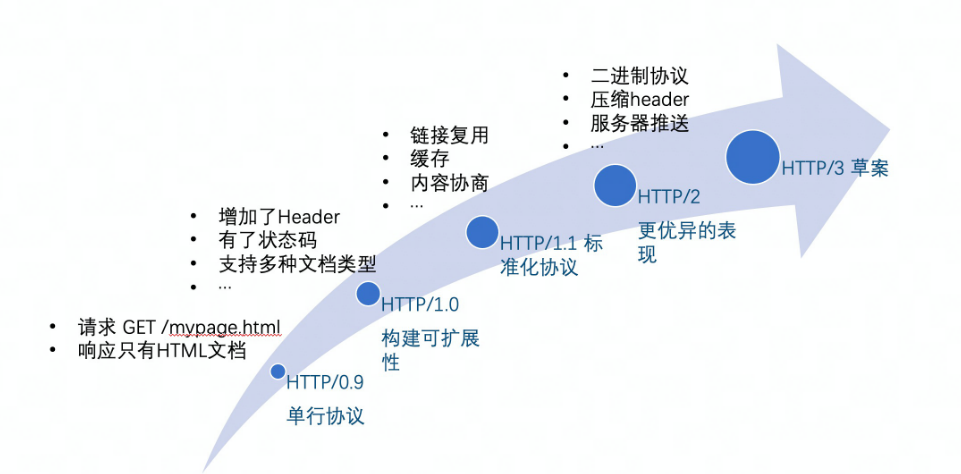 • 请求 GET /mypage.html
• 响应只有HTML文档
HTTP/0.9
单行协议
• 增加了Header
• 有了状态码
• 支持多种文档类型
• ...
HTTP/1.0
构建可扩展
性
• 链接复用
• 缓存
• 内容协商
• ...
HTTP/1.1 标
准化协议
• 二进制协议
• 压缩header
• 服务器推送
• ...
HTTP/2
更优异的表
现
HTTP/3 草案